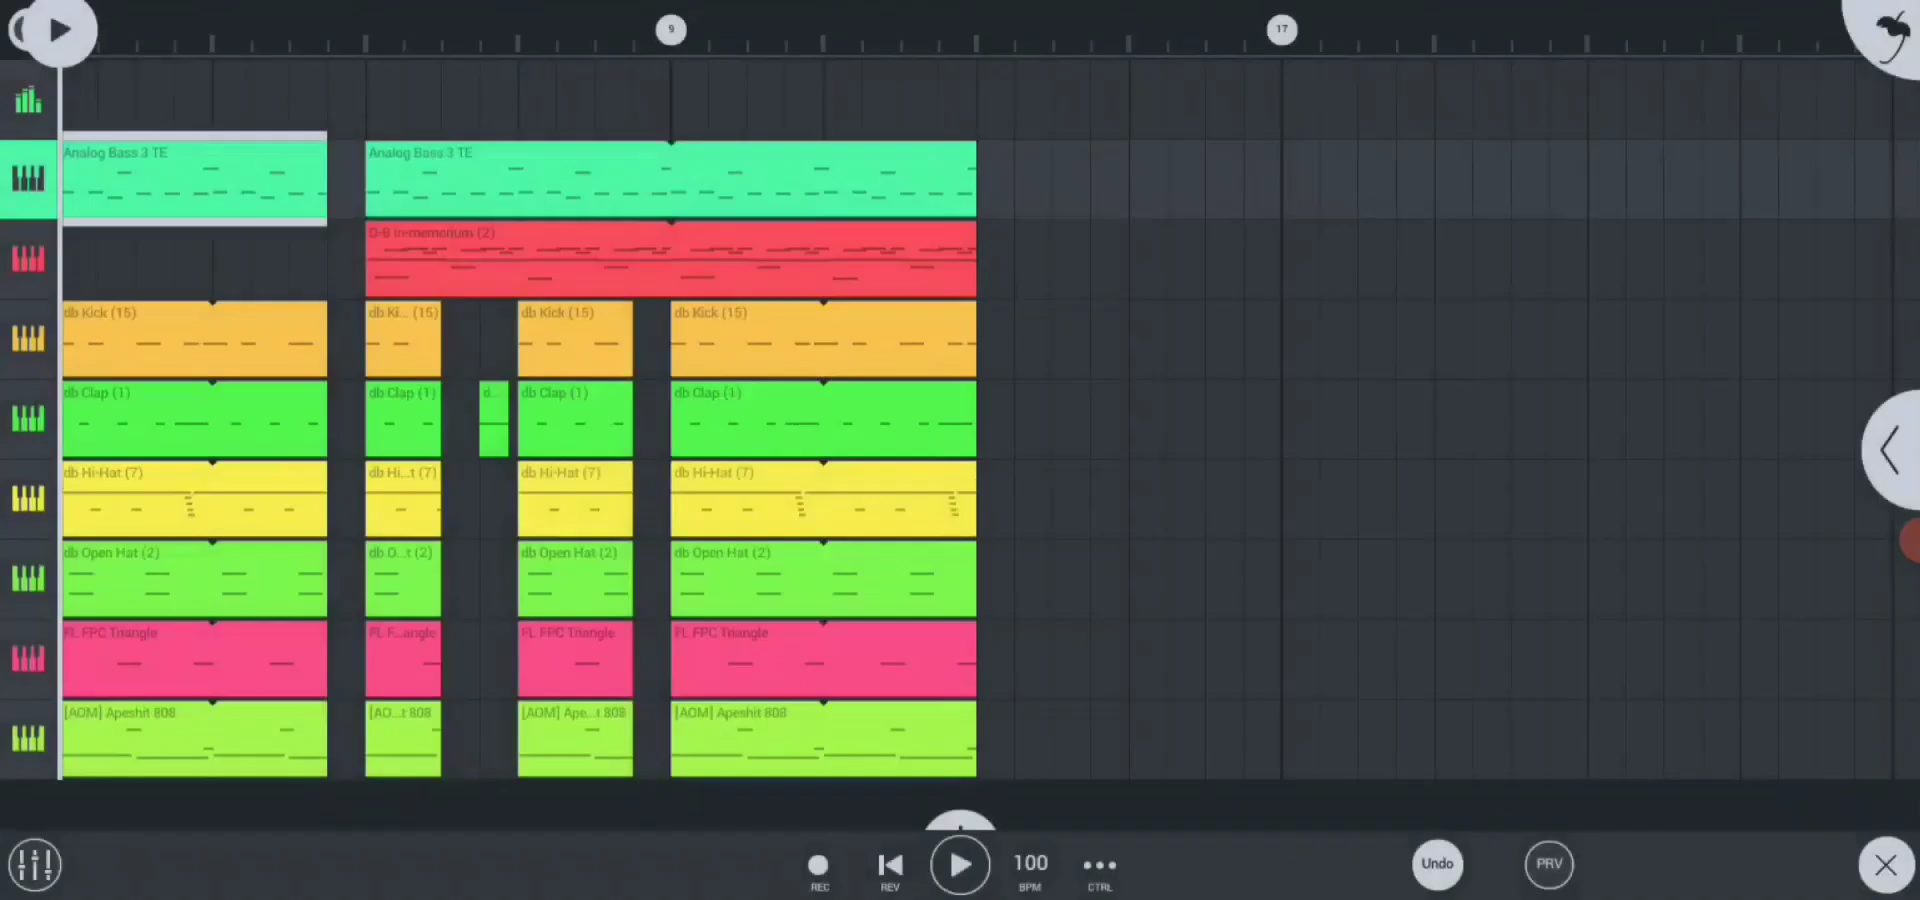 9
17
Analog Bass 3 TE
Analog Bass 3 TE
D-B In-memorium (2)
db Kick (15)
db Ki... (15)
db Kick (15)
db Kick (15)
db Clap (1)
db Clap (1)
d...
db Clap (1)
db Clap (1)
db Hi-Hat (7)
db Hi...t (7)
db Hi-Hat (7)
db Hi-Hat (7)
db Open Hat (2)
db O...t (2)
db Open Hat (2)
db Open Hat (2)
FL FPC Triangle
FL F...angle
FL FPC Triangle
FL FPC Triangle
[AOM] Apeshit 808
[AO...t 808
[AOM] Ape...t 808
[AOM] Apeshit 808
REC
REV
100
BPM
CTRL
Undo
PRV